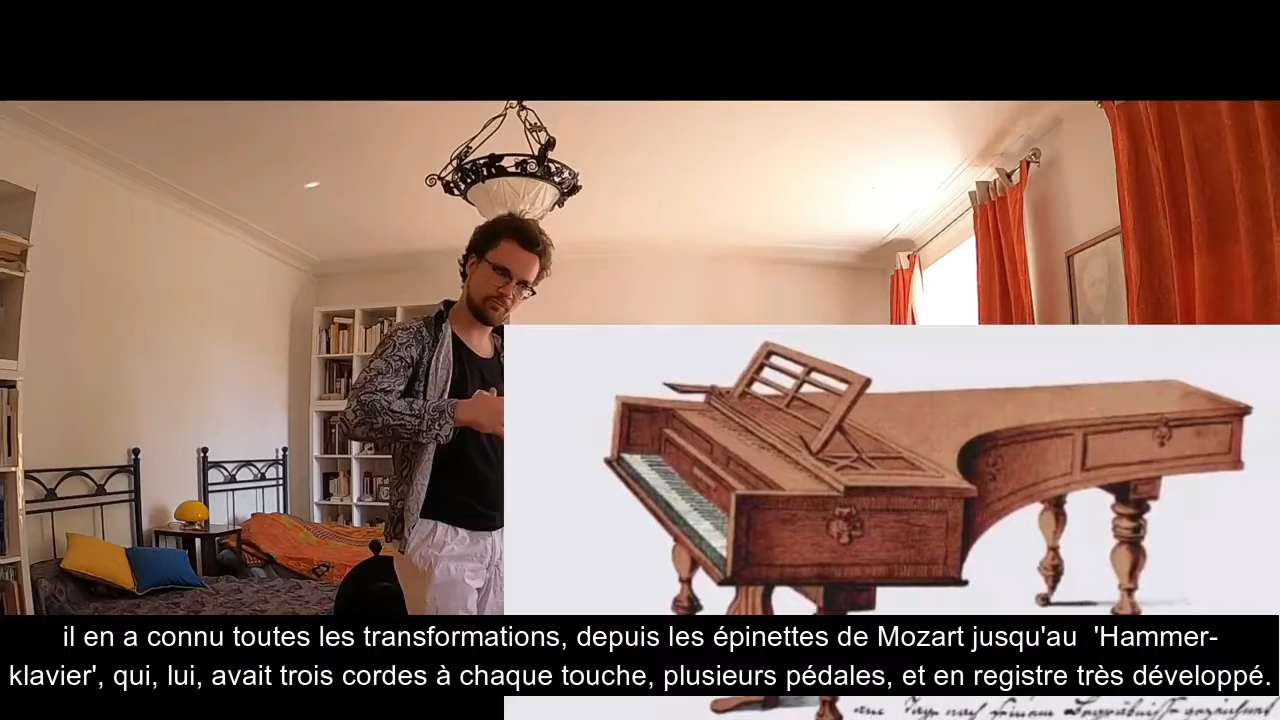 il en a connu toutes les transformations, depuis les épinettes de Mozart jusqu'au 'Hammer-
klavier', qui, lui, avait trois cordes à chaque touche, plusieurs pédales, et en registre très développé.
nach